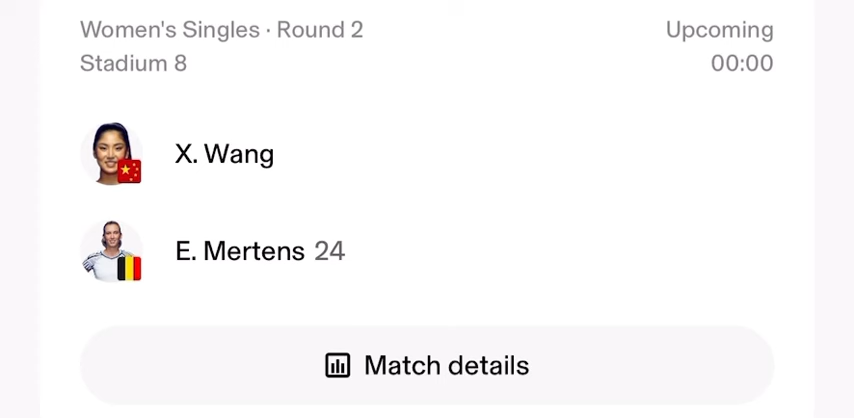 Women's Singles · Round 2
Upcoming
Stadium 8
00:00
X. Wang
E. Mertens 24
Match details